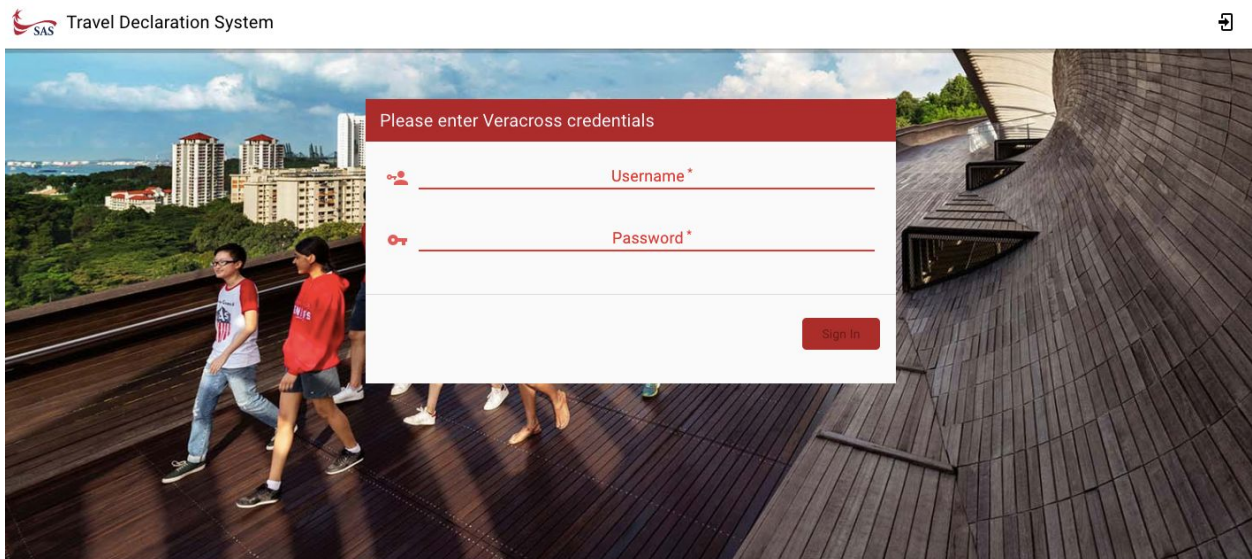 SAS Travel Declaration System
Please enter Veracross credentials
Username *
Password *
Sign In